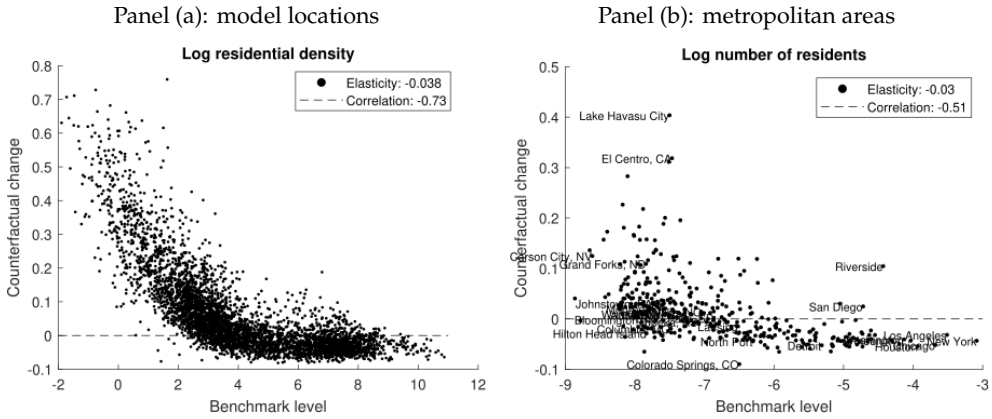 Panel (a): model locations
Panel (b): metropolitan areas
Log residential density
Elasticity: -0.038
Correlation: -0.73
Counterfactual change
0.8
0.7
0.6
0.5
0.4
0.3
0.2
0.1
0
-0.1
-2
0
2
4
6
8
10
12
Benchmark level
Log number of residents
Elasticity: -0.03
Correlation: -0.51
Counterfactual change
0.5
0.4
0.3
0.2
0.1
0
-0.1
Lake Havasu City
El Centro, CA
Carson City, NV
Grand Forks, ND
Riverside
San Diego
Johnstown
Bloomington
Hilton Head Island
North Port
Detroit
Los Angeles
Houston
Chicago
New York
Colorado Springs, CO
-9
-8
-7
-6
-5
-4
-3
Benchmark level